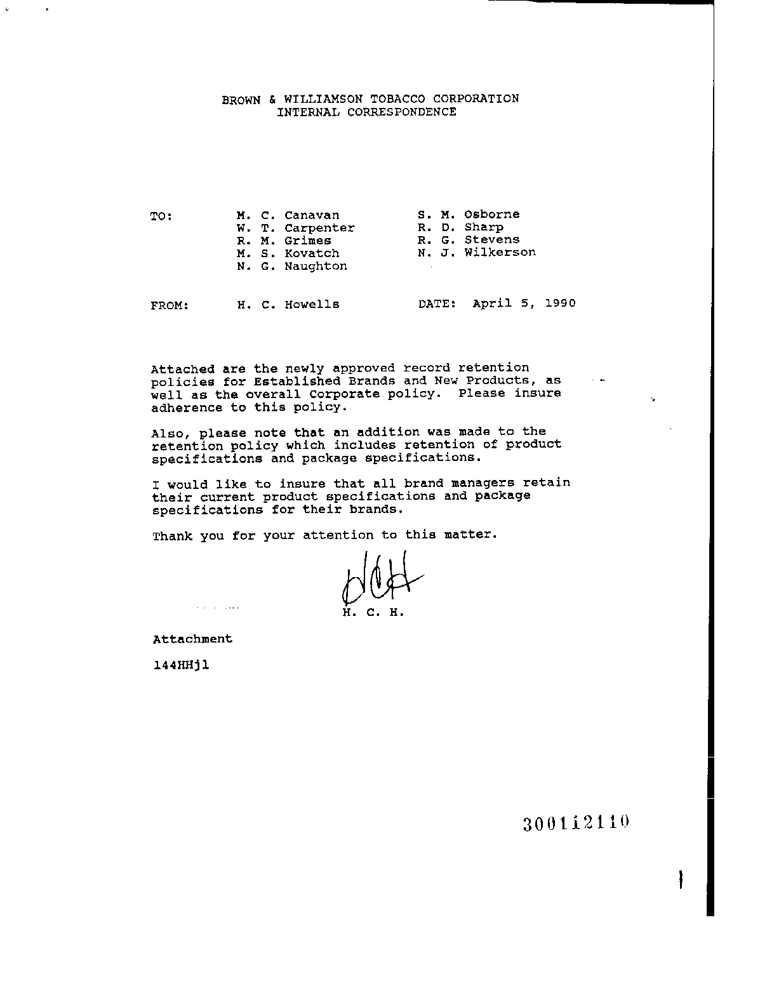 BROWN & WILLIAMSON TOBACCO CORPORATION
INTERNAL CORRESPONDENCE
TO: M. C. Canavan S. M. Osborne
W. T. Carpenter R. D. Sharp
R. M. Grimes R. G. Stevens
M. S. Kovatch N. J. Wilkerson
N. G. Naughton
FROM: H. C. Howells DATE: April 5, 1990
Attached are the newly approved record retention
policies for Established Brands and New Products, as
well as the overall Corporate policy. Please insure
adherence to this policy.
Also, please note that an addition was made to the
retention policy which includes retention of product
specifications and package specifications.
I would like to insure that all brand managers retain
their current product specifications and package
specifications for their brands.
Thank you for your attention to this matter.
HCH
H. C. H.
Attachment
144HHjl
300112110